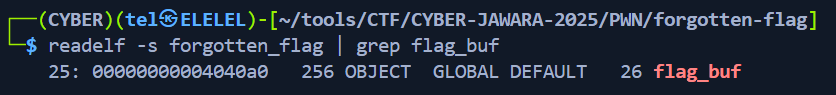 ┌──(CYBER)(tel㉿ELELEL)-[~/tools/CTF/CYBER-JAWARA-2025/PWN/forgotten-flag]
└─$ readelf -s forgotten_flag | grep flag_buf
25: 00000000004040a0 256 OBJECT GLOBAL DEFAULT 26 flag_buf